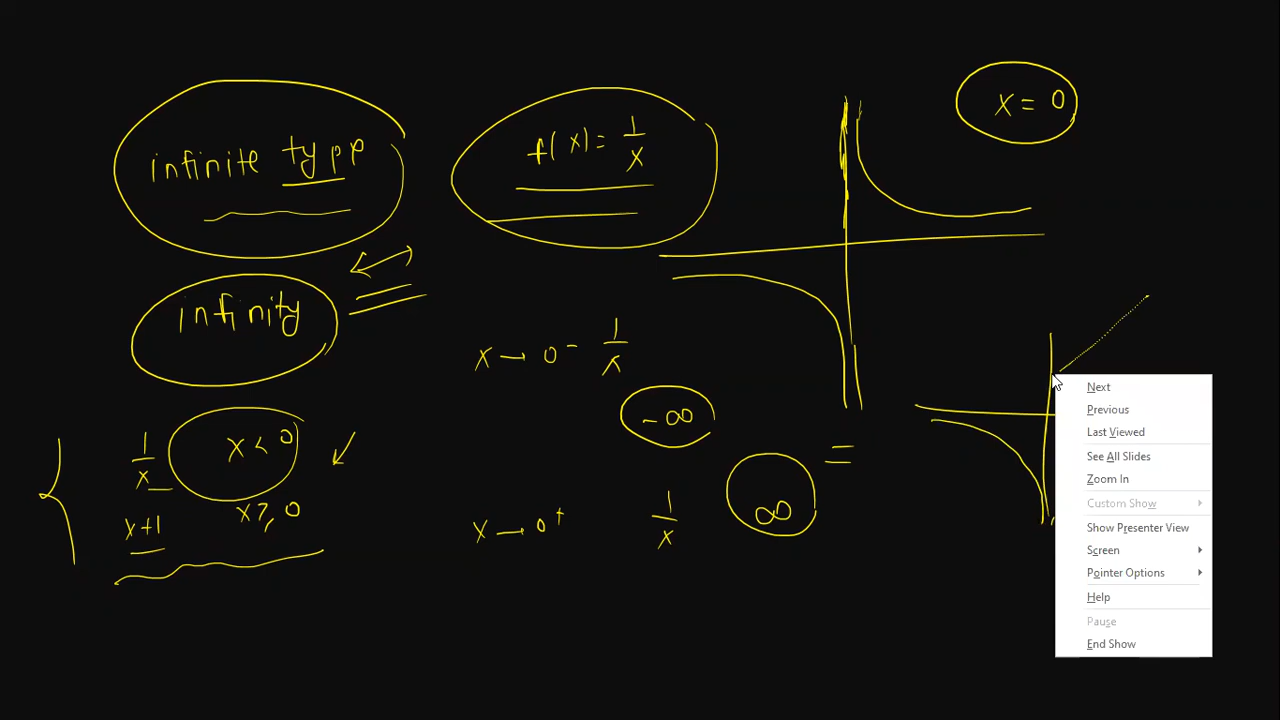 infinite typp
f(x) = 1/x
x = 0
infinity
x → 0⁻ 1/x
-∞
1/x x < 0
x+1 x ≥ 0
x → 0⁺ 1/x ∞ =
Next
Previous
Last Viewed
See All Slides
Zoom In
Custom Show
Show Presenter View
Screen
Pointer Options
Help
Pause
End Show